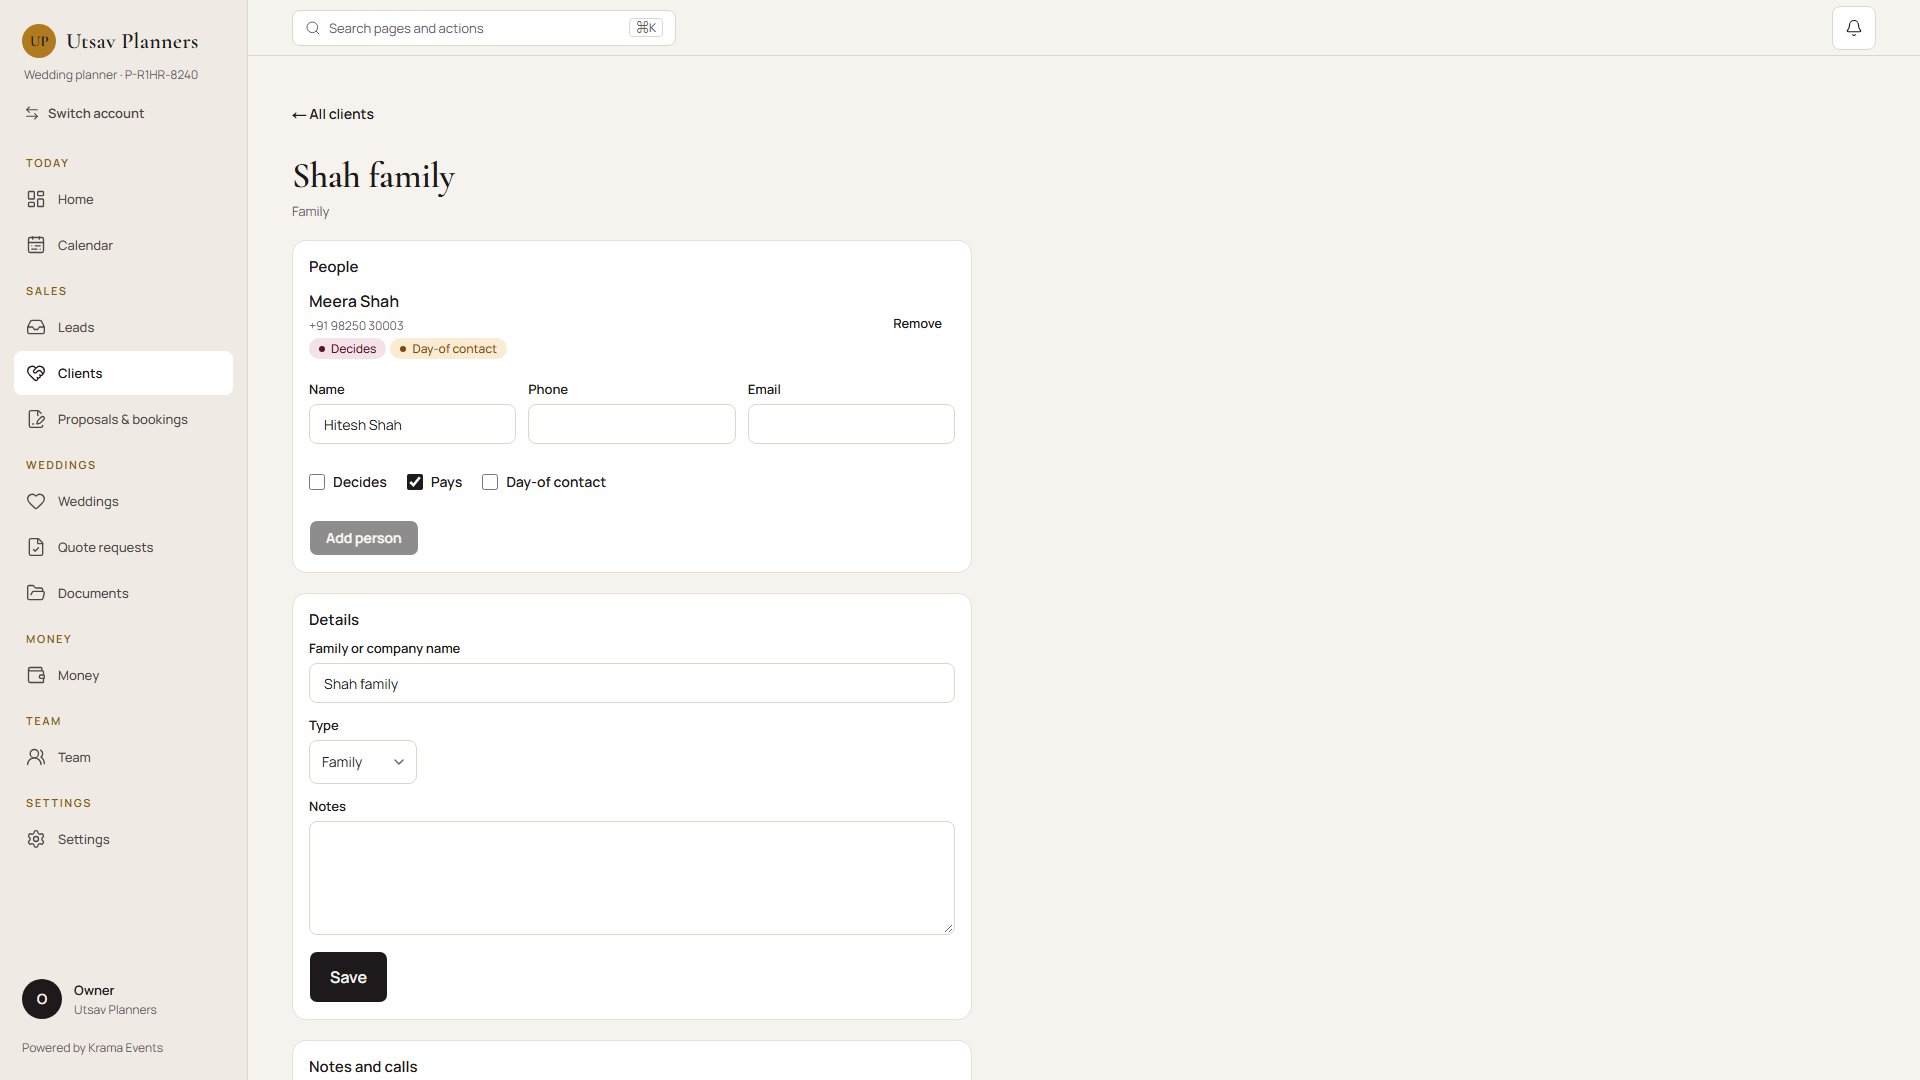 UP Utsav Planners
Wedding planner · P-R1HR-8240
Switch account
TODAY
Home
Calendar
SALES
Leads
Clients
Proposals & bookings
WEDDINGS
Weddings
Quote requests
Documents
MONEY
Money
TEAM
Team
SETTINGS
Settings
O
Owner
Utsav Planners
Powered by Krama Events
Search pages and actions ⌘K
← All clients
Shah family
Family
People
Meera Shah
+91 98250 30003
Remove
Decides Day-of contact
Name Phone Email
Hitesh Shah
Decides Pays Day-of contact
Add person
Details
Family or company name
Shah family
Type
Family
Notes
Save
Notes and calls